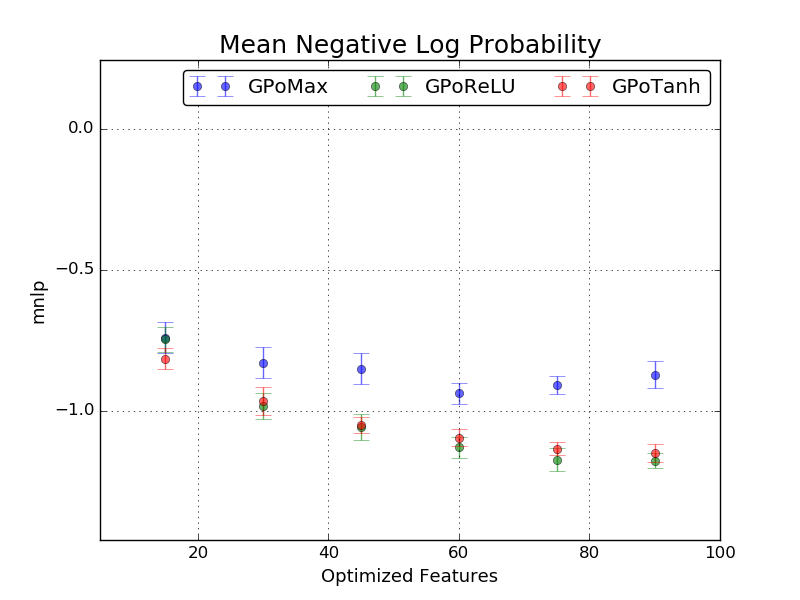 Mean Negative Log Probability
GPoMax GPoReLU GPoTanh
0.0
−0.5
mnlp
−1.0
20 40 60 80 100
Optimized Features